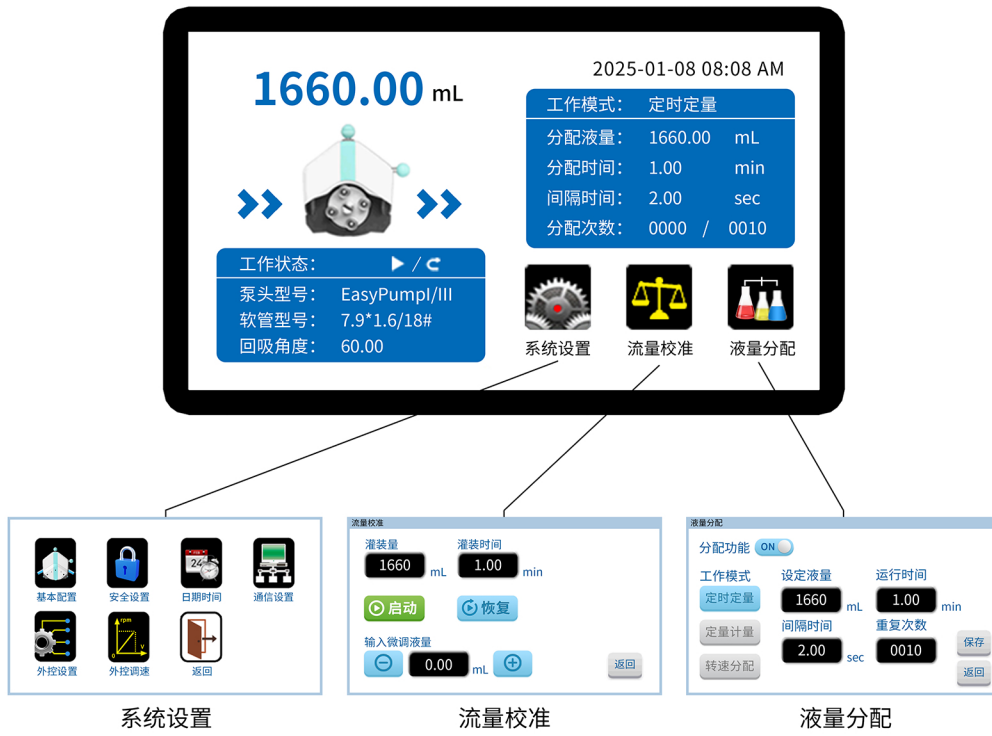 1660.00 mL
2025-01-08 08:08 AM
工作模式： 定时定量
分配液量： 1660.00 mL
分配时间： 1.00 min
间隔时间： 2.00 sec
分配次数： 0000 / 0010
工作状态： /
泵头型号： EasyPumpI/III
软管型号： 7.9*1.6/18#
回吸角度： 60.00
系统设置 流量校准 液量分配
24
基本配置 安全设置 日期时间 通信设置
rpm
v
0
外控设置 外控调速 返回
系统设置
流量校准
灌装量 灌装时间
1660 mL 1.00 min
启动 恢复
输入微调液量
0.00 mL
返回
流量校准
液量分配
分配功能 ON
工作模式 设定液量 运行时间
定时定量 1660 mL 1.00 min
定量计量 间隔时间 重复次数
转速分配 2.00 sec 0010
保存
返回
液量分配